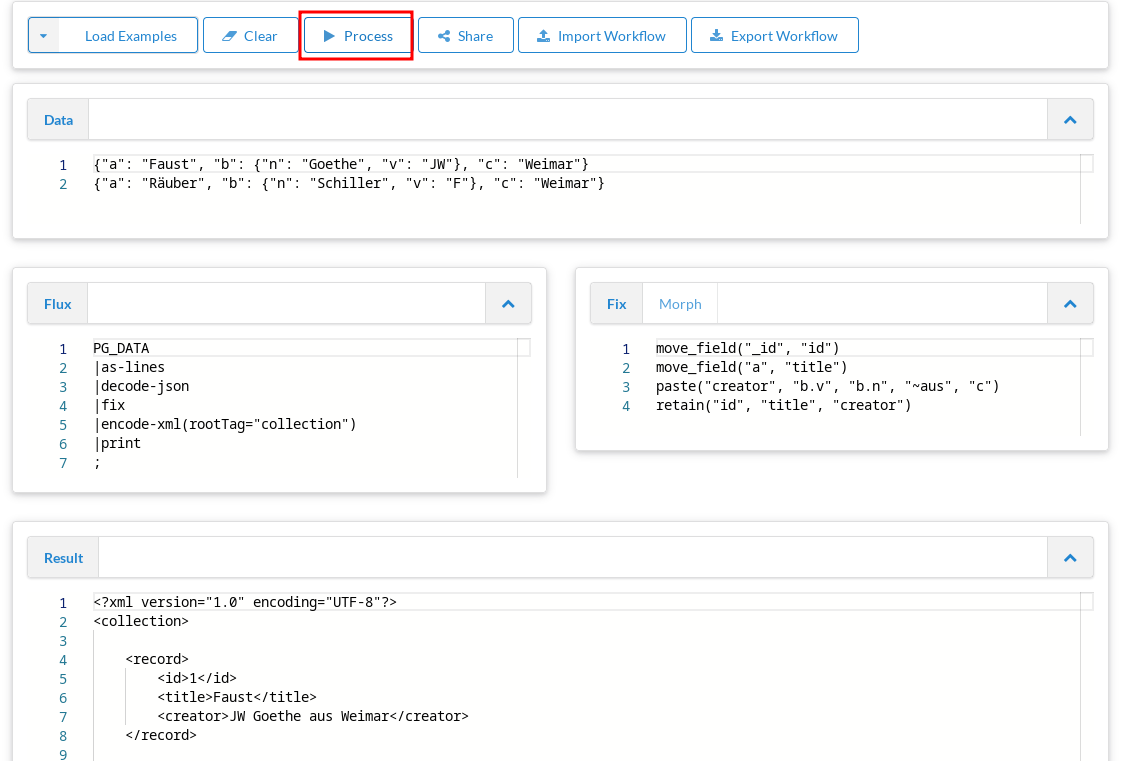 Load Examples Clear Process Share Import Workflow Export Workflow
Data
1 {"a": "Faust", "b": {"n": "Goethe", "v": "JW"}, "c": "Weimar"}
2 {"a": "Räuber", "b": {"n": "Schiller", "v": "F"}, "c": "Weimar"}
Flux
1 PG_DATA
2 |as-lines
3 |decode-json
4 |fix
5 |encode-xml(rootTag="collection")
6 |print
7 ;
Fix Morph
1 move_field("_id", "id")
2 move_field("a", "title")
3 paste("creator", "b.v", "b.n", "~aus", "c")
4 retain("id", "title", "creator")
Result
1 <?xml version="1.0" encoding="UTF-8"?>
2 <collection>
3
4 <record>
5 <id>1</id>
6 <title>Faust</title>
7 <creator>JW Goethe aus Weimar</creator>
8 </record>
9